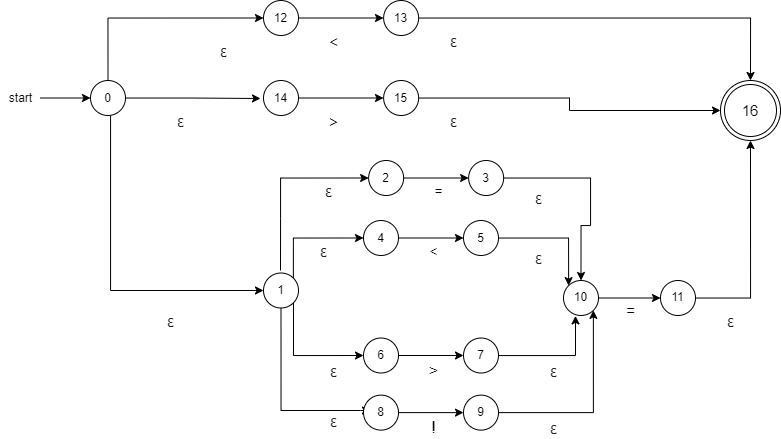 12 13
ε < ε
start 0 14 15 16
ε > ε
2 3
ε = ε
4 5
ε < ε
1 10 11
ε = ε
6 7
ε > ε
8 9
ε ! ε